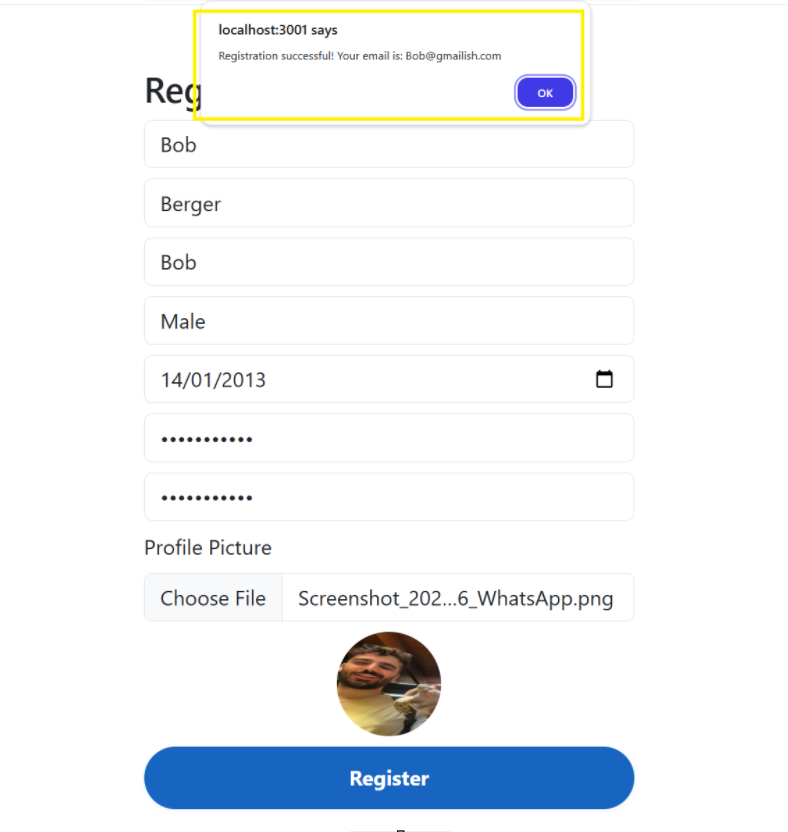 localhost:3001 says
Registration successful! Your email is: Bob@gmailish.com
OK
Reg
Bob
Berger
Bob
Male
14/01/2013
•••••••••••
•••••••••••
Profile Picture
Choose File Screenshot_202...6_WhatsApp.png
Register